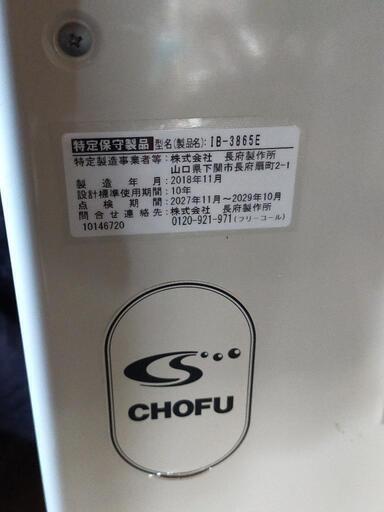 特定保守製品 型名(製品名): IB-3865E
特定製造事業者等: 株式会社 長府製作所
山口県下関市長府扇町2-1
製造年月: 2018年11月
設計標準使用期間: 10年
点検期間: 2027年11月~2029年10月
問合せ連絡先: 株式会社 長府製作所
10146720 0120-921-971(フリーコール)
CHOFU